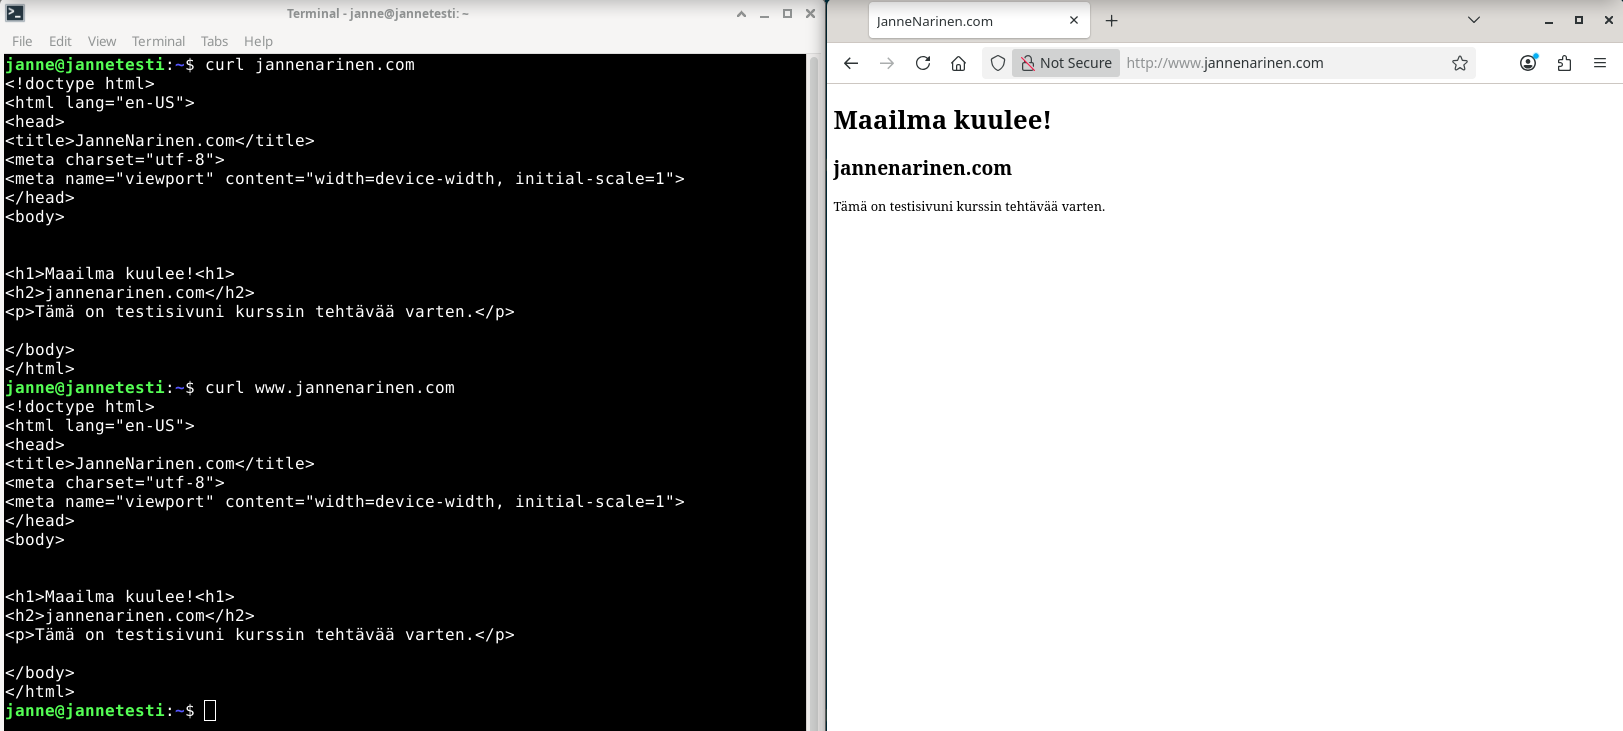 Terminal - janne@jannetesti: ~
File Edit View Terminal Tabs Help
janne@jannetesti:~$ curl jannenarinen.com
<!doctype html>
<html lang="en-US">
<head>
<title>JanneNarinen.com</title>
<meta charset="utf-8">
<meta name="viewport" content="width=device-width, initial-scale=1">
</head>
<body>
<h1>Maailma kuulee!<h1>
<h2>jannenarinen.com</h2>
<p>Tämä on testisivuni kurssin tehtävää varten.</p>
</body>
</html>
janne@jannetesti:~$ curl www.jannenarinen.com
<!doctype html>
<html lang="en-US">
<head>
<title>JanneNarinen.com</title>
<meta charset="utf-8">
<meta name="viewport" content="width=device-width, initial-scale=1">
</head>
<body>
<h1>Maailma kuulee!<h1>
<h2>jannenarinen.com</h2>
<p>Tämä on testisivuni kurssin tehtävää varten.</p>
</body>
</html>
janne@jannetesti:~$
JanneNarinen.com
Not Secure http://www.jannenarinen.com
Maailma kuulee!
jannenarinen.com
Tämä on testisivuni kurssin tehtävää varten.